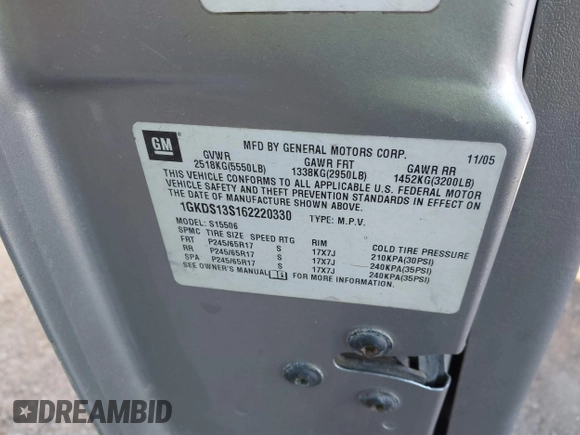 GM
MFD BY GENERAL MOTORS CORP.
11/05
GVWR GAWR FRT GAWR RR
2518KG(5550LB) 1338KG(2950LB) 1452KG(3200LB)
THIS VEHICLE CONFORMS TO ALL APPLICABLE U.S. FEDERAL MOTOR
VEHICLE SAFETY AND THEFT PREVENTION STANDARDS IN EFFECT ON
THE DATE OF MANUFACTURE SHOWN ABOVE.
1GKDS13S162220330 TYPE: M.P.V.
MODEL: S15506
SPMC TIRE SIZE SPEED RTG RIM COLD TIRE PRESSURE
FRT P245/65R17 S 17X7J 210KPA(30PSI)
RR P245/65R17 S 17X7J 240KPA(35PSI)
SPA P245/65R17 S 17X7J 240KPA(35PSI)
SEE OWNER'S MANUAL FOR MORE INFORMATION.
DREAMBID